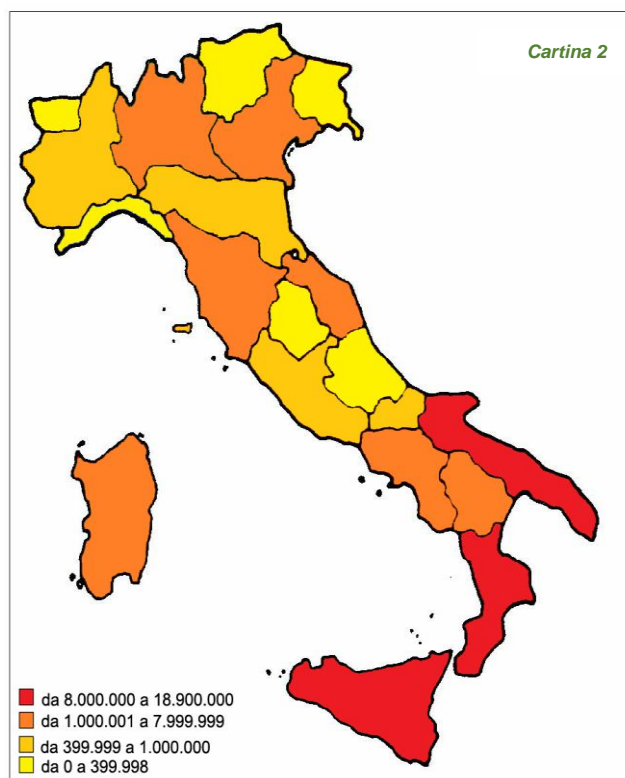 Cartina 2
da 8.000.000 a 18.900.000
da 1.000.001 a 7.999.999
da 399.999 a 1.000.000
da 0 a 399.998